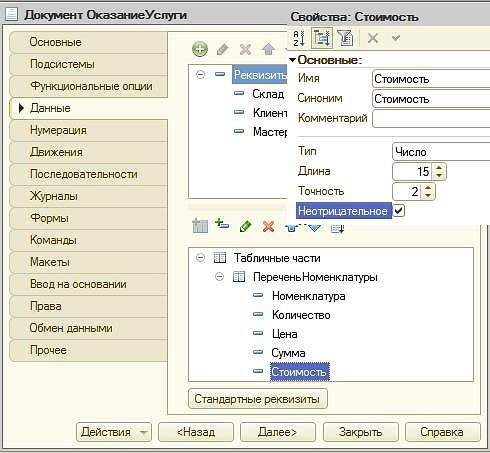 Документ ОказаниеУслуги
Свойства: Стоимость
Основные
Подсистемы
Функциональные опции
Данные
Нумерация
Движения
Последовательности
Журналы
Формы
Команды
Макеты
Ввод на основании
Права
Обмен данными
Прочее
Реквизиты
Склад
Клиент
Мастер
Основные:
Имя
Стоимость
Синоним
Стоимость
Комментарий
Тип
Число
Длина
15
Точность
2
Неотрицательное
Табличные части
ПереченьНоменклатуры
Номенклатура
Количество
Цена
Сумма
Стоимость
Стандартные реквизиты
Действия
<Назад
Далее>
Закрыть
Справка